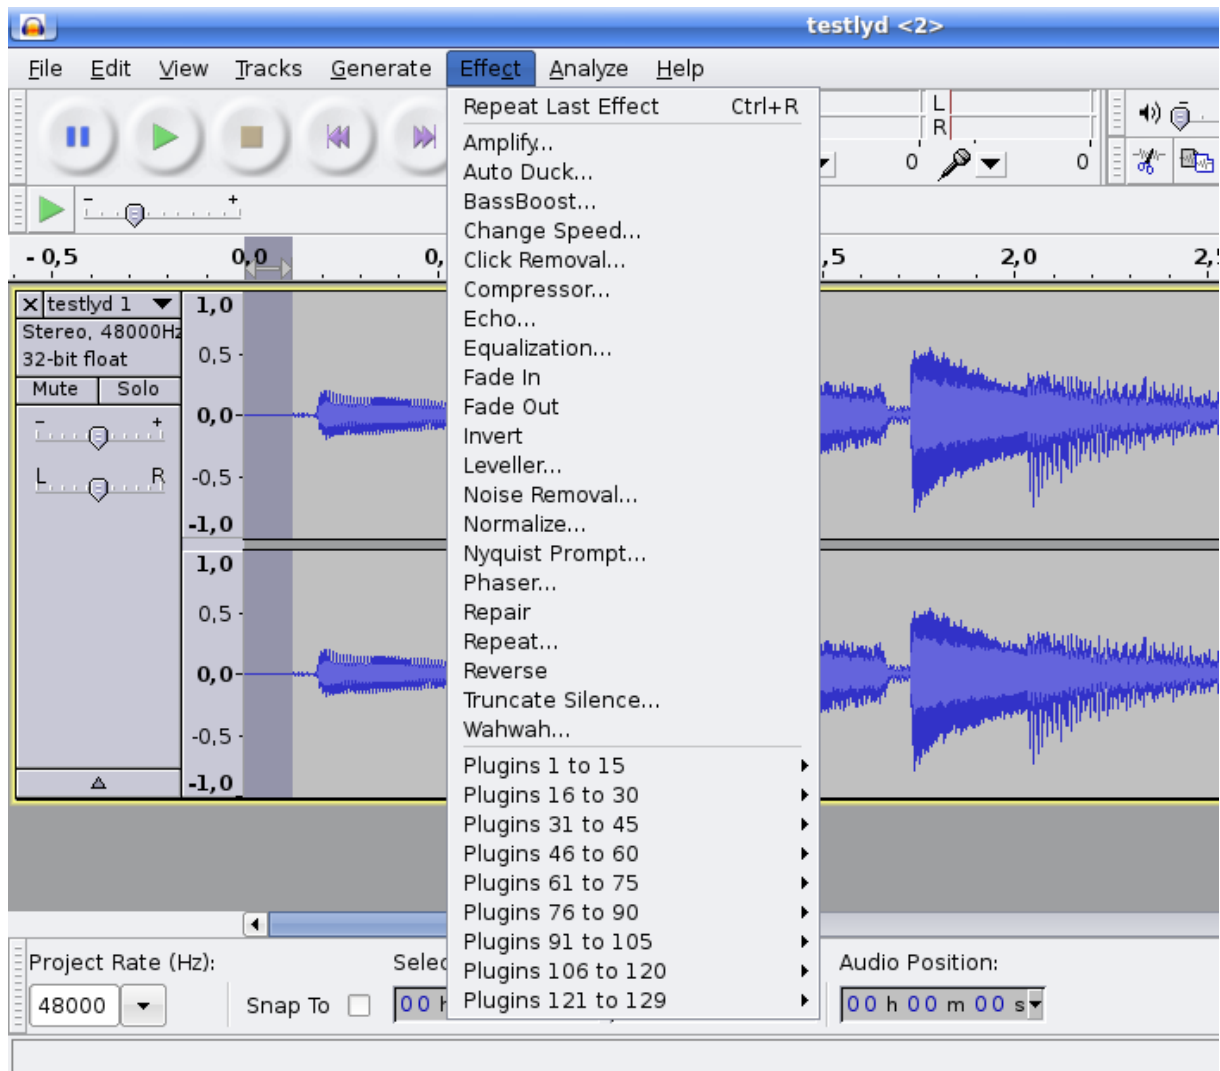 testlyd <2>
File Edit View Tracks Generate Effect Analyze Help
Repeat Last Effect Ctrl+R
Amplify...
Auto Duck...
BassBoost...
Change Speed...
Click Removal...
Compressor...
Echo...
Equalization...
Fade In
Fade Out
Invert
Leveller...
Noise Removal...
Normalize...
Nyquist Prompt...
Phaser...
Repair
Repeat...
Reverse
Truncate Silence...
Wahwah...
Plugins 1 to 15
Plugins 16 to 30
Plugins 31 to 45
Plugins 46 to 60
Plugins 61 to 75
Plugins 76 to 90
Plugins 91 to 105
Plugins 106 to 120
Plugins 121 to 129
L
R
0 0
- +
- 0,5 0,0 0, ,5 2,0 2,
testlyd 1
Stereo, 48000Hz
32-bit float
Mute Solo
- +
L R
1,0
0,5
0,0
-0,5
-1,0
1,0
0,5
0,0
-0,5
-1,0
Project Rate (Hz):
48000
Snap To
Selec
00 h
Audio Position:
00 h 00 m 00 s